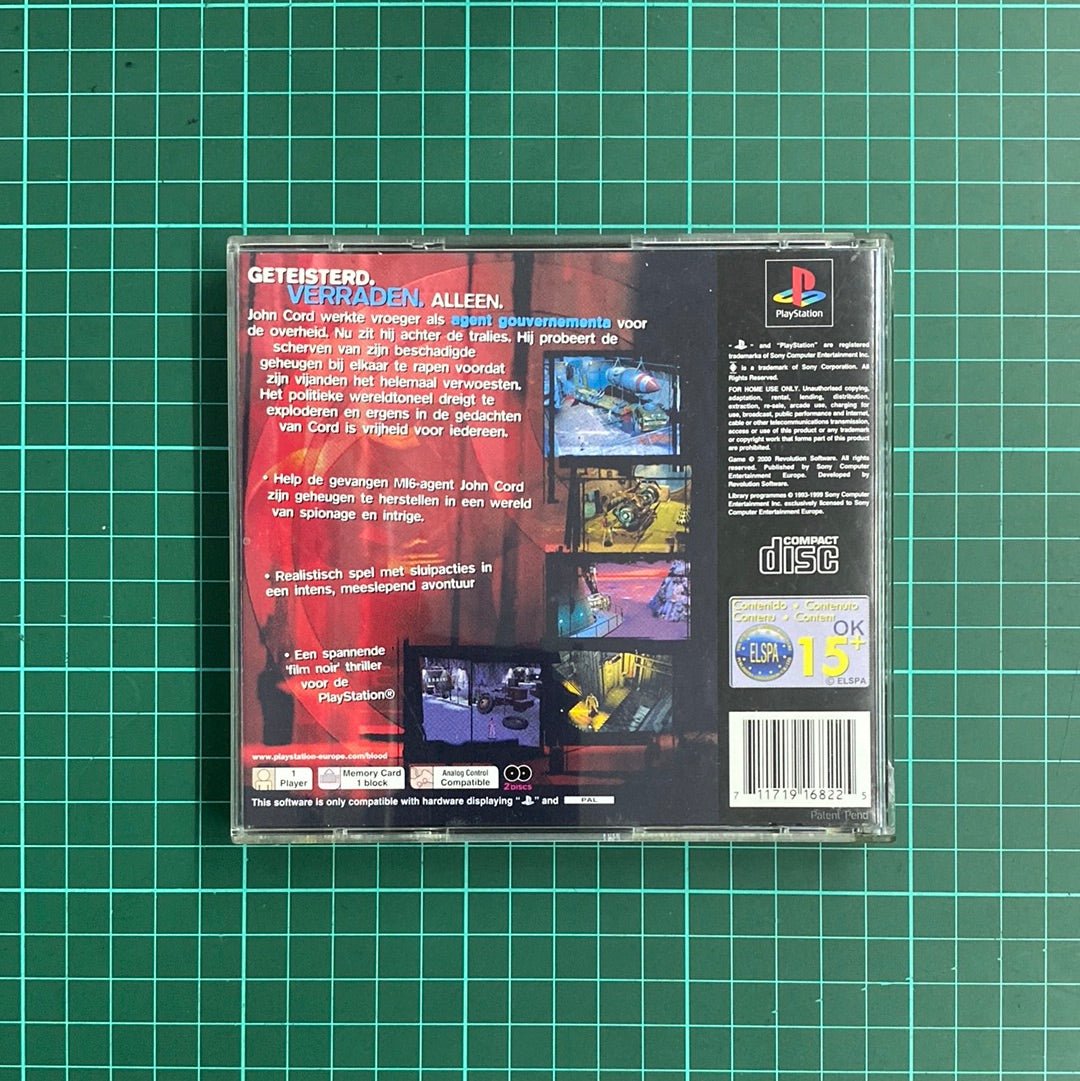 GETEISTERD.
VERRADEN. ALLEEN.
John Cord werkte vroeger als agent gouvernementa voor
de overheid. Nu zit hij achter de tralies. Hij probeert de
scherven van zijn beschadigde
geheugen bij elkaar te rapen voordat
zijn vijanden het helemaal verwoesten.
Het politieke wereldtoneel dreigt te
exploderen en ergens in de gedachten
van Cord is vrijheid voor iedereen.
• Help de gevangen MI6-agent John Cord
zijn geheugen te herstellen in een wereld
van spionage en intrige.
• Realistisch spel met sluipacties in
een intens, meeslepend avontuur
• Een spannende
'film noir' thriller
voor de
PlayStation®
www.playstation-europe.com/blood
1
Player
Memory Card
1 block
Analog Control
Compatible
2 DISCS
This software is only compatible with hardware displaying " " and PAL
PlayStation
" " and "PlayStation" are registered
trademarks of Sony Computer Entertainment Inc.
is a trademark of Sony Corporation. All
Rights Reserved.
FOR HOME USE ONLY. Unauthorised copying,
adaptation, rental, lending, distribution,
extraction, re-sale, arcade use, charging for
use, broadcast, public performance and internet,
cable or other telecommunications transmission,
access or use of this product or any trademark
or copyright work that forms part of this product
are prohibited.
Game © 2000 Revolution Software. All rights
reserved. Published by Sony Computer
Entertainment Europe. Developed by
Revolution Software.
Library programmes © 1993-1999 Sony Computer
Entertainment Inc. exclusively licensed to Sony
Computer Entertainment Europe.
COMPACT
disc
Contenido • Contenuto
Contenu • Content
OK
ELSPA
15+
© ELSPA
7 11719 16822 5
Patent Pend